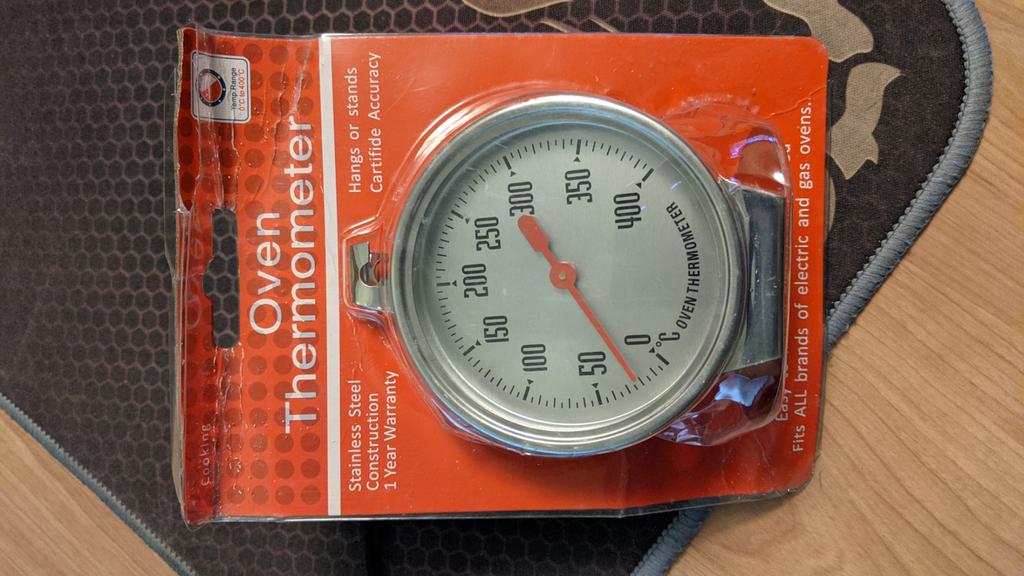 Cooking
Temp.Range
0°C to 400°C
Oven
Thermometer
Stainless Steel
Construction
1 Year Warranty
Hangs or stands
Cartifide Accuracy
0
50
100
150
200
250
300
350
400
°C
OVEN THERMOMETER
Easy
Fits ALL brands of electric and gas ovens.